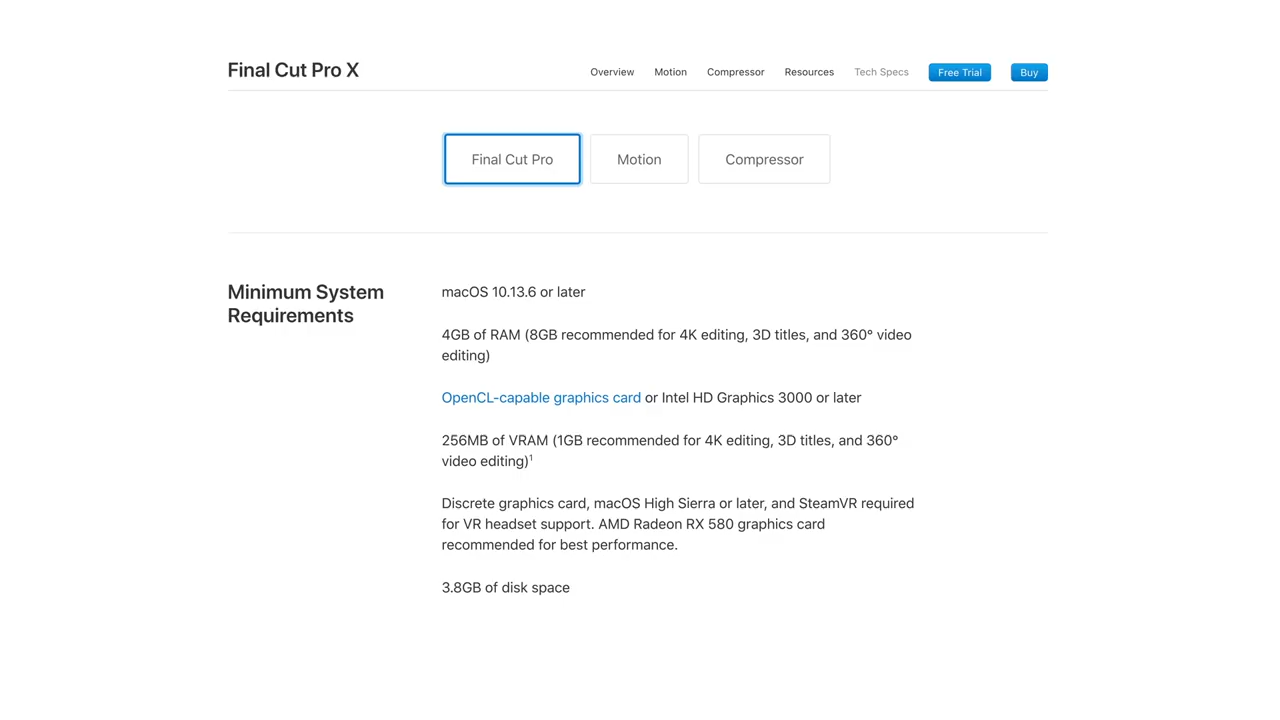 Final Cut Pro X
Overview Motion Compressor Resources Tech Specs Free Trial Buy
Final Cut Pro Motion Compressor
Minimum System
Requirements
macOS 10.13.6 or later
4GB of RAM (8GB recommended for 4K editing, 3D titles, and 360° video
editing)
OpenCL-capable graphics card or Intel HD Graphics 3000 or later
256MB of VRAM (1GB recommended for 4K editing, 3D titles, and 360°
video editing)¹
Discrete graphics card, macOS High Sierra or later, and SteamVR required
for VR headset support. AMD Radeon RX 580 graphics card
recommended for best performance.
3.8GB of disk space